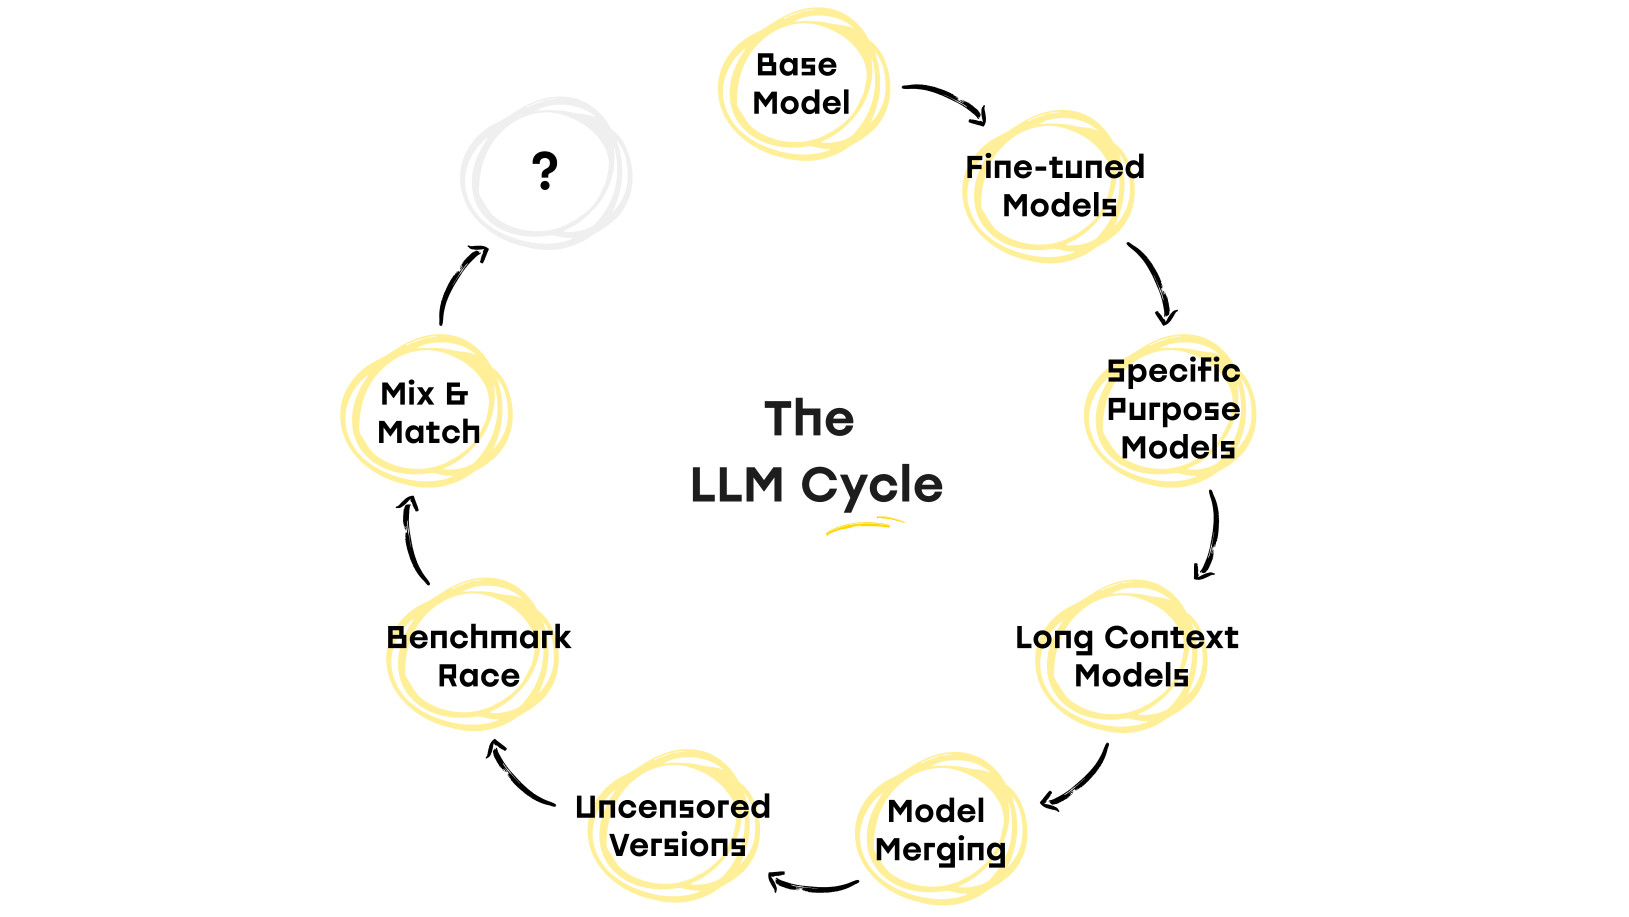 Base
Model
Fine-tuned
Models
Specific
Purpose
Models
Long Context
Models
Model
Merging
Uncensored
Versions
Benchmark
Race
Mix &
Match
?
The
LLM Cycle